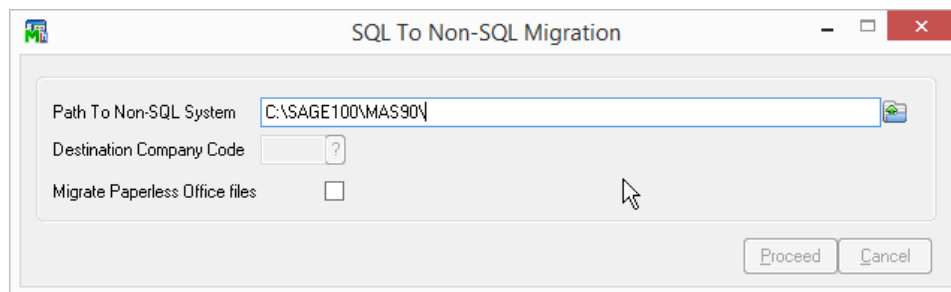 SQL To Non-SQL Migration
Path To Non-SQL System C:\SAGE100\MAS90\
Destination Company Code ?
Migrate Paperless Office files
Proceed Cancel